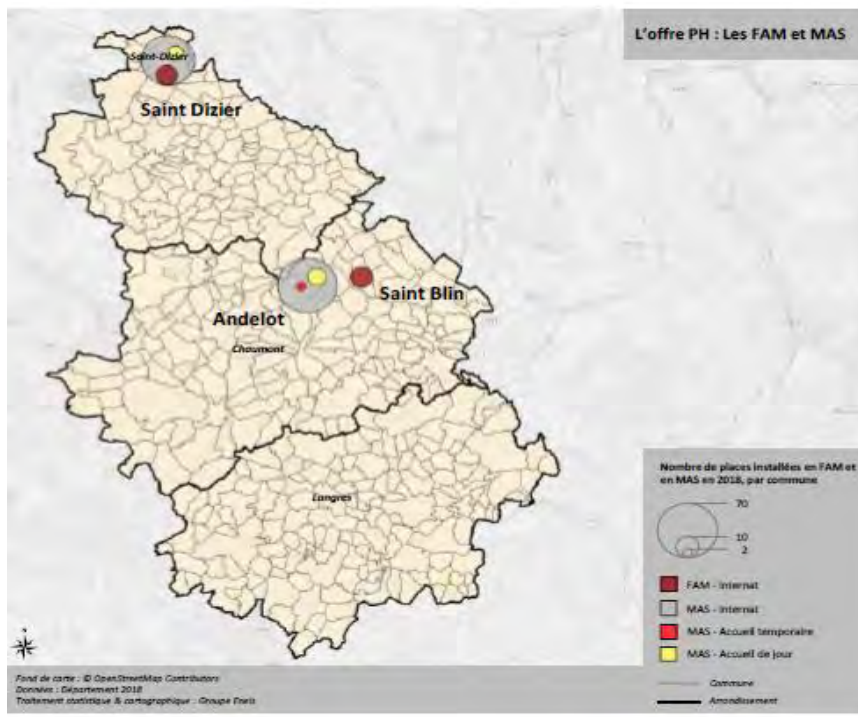 L'offre PH : Les FAM et MAS
Saint-Dizier
Saint Dizier
Saint Blin
Andelot
Chaumont
Langres
Nombre de places installées en FAM et
en MAS en 2018, par commune
70
10
2
FAM - Internat
MAS - Internat
MAS - Accueil temporaire
MAS - Accueil de jour
Commune
Arrondissement
Fond de carte : © OpenStreetMap Contributors
Données : Département 2018
Traitement statistique & cartographique : Groupe Eneis